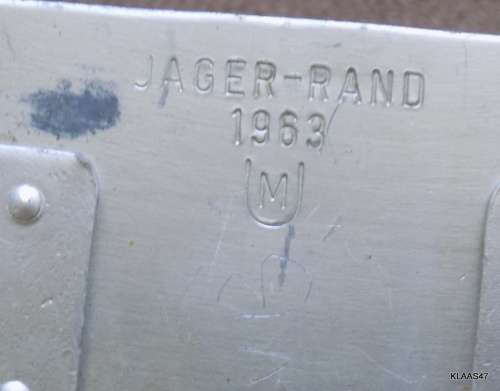 JAGER-RAND
1963
M
KLAAS47